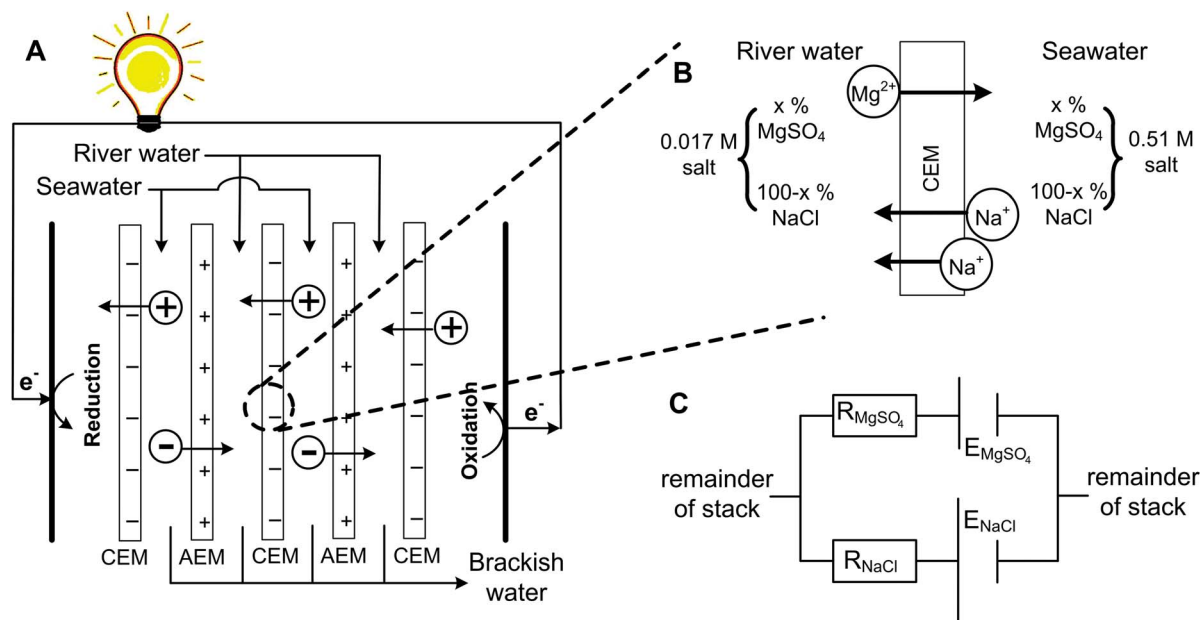 A
River water
Seawater
e-
Reduction
Oxidation
e-
+
+
+
−
−
CEM
AEM
CEM
AEM
CEM
Brackish
water
B
River water
Seawater
Mg2+
x %
MgSO4
0.017 M
salt
100-x %
NaCl
CEM
x %
MgSO4
0.51 M
salt
100-x %
NaCl
Na+
Na+
C
RMgSO4
EMgSO4
remainder
of stack
remainder
of stack
ENaCl
RNaCl